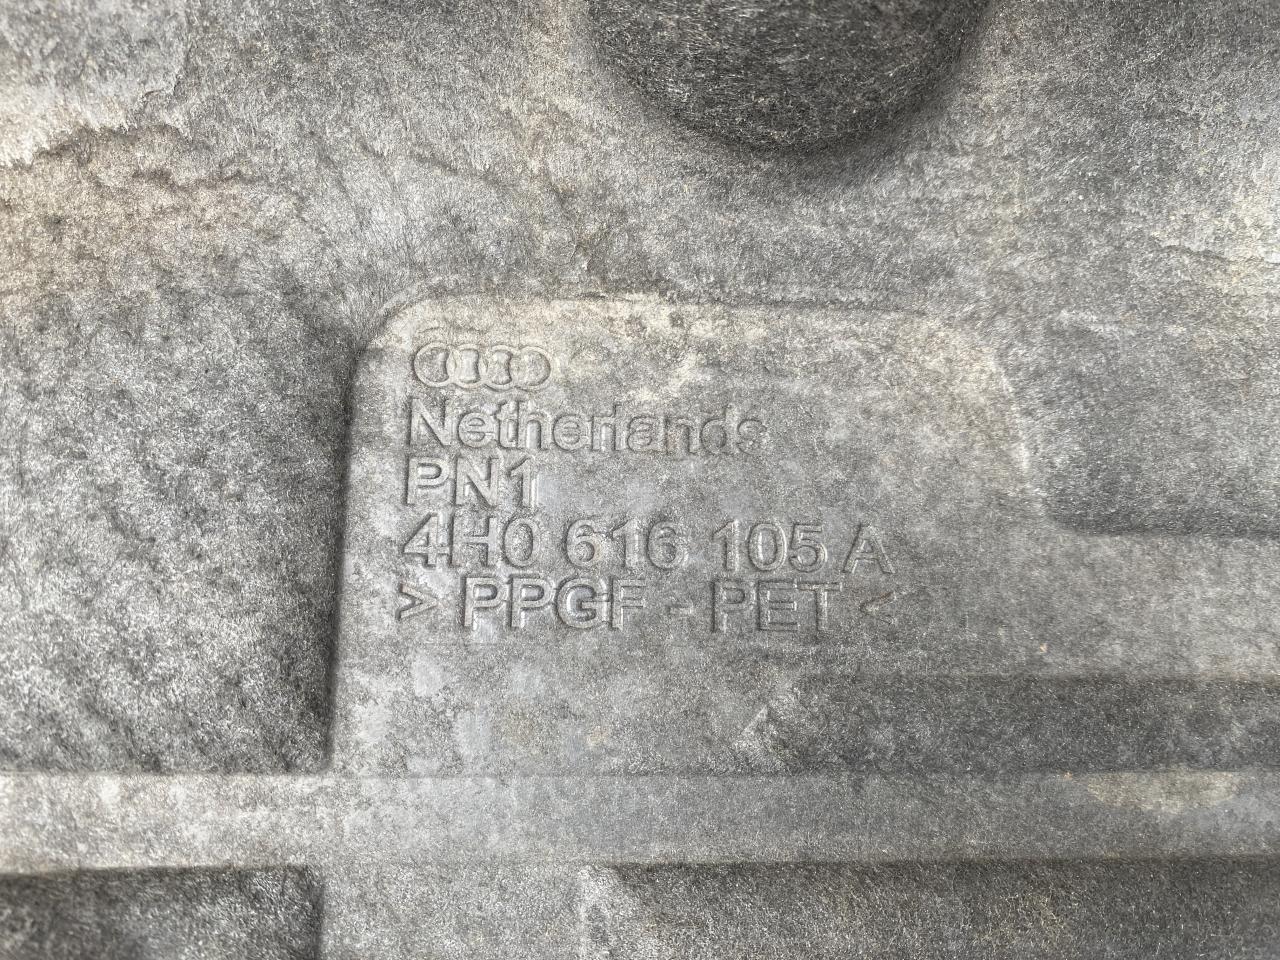 Netherlands
PN1
4H0 616 105 A
> PPGF - PET <